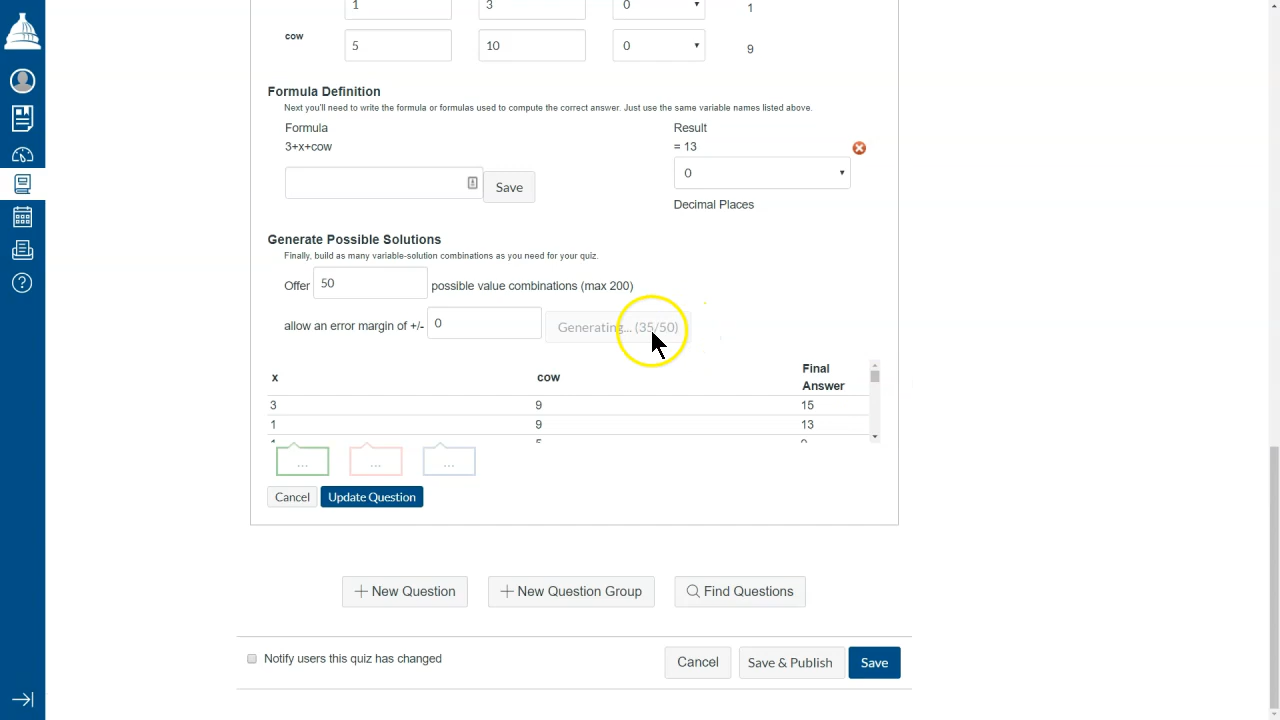 1 3 0 1
cow 5 10 0 9
Formula Definition
Next you'll need to write the formula or formulas used to compute the correct answer. Just use the same variable names listed above.
Formula Result
3+x+cow = 13
0
Save
Decimal Places
Generate Possible Solutions
Finally, build as many variable-solution combinations as you need for your quiz.
Offer 50 possible value combinations (max 200)
allow an error margin of +/- 0 Generating... (35/50)
x cow Final Answer
3 9 15
1 9 13
... ... ...
Cancel Update Question
+ New Question + New Question Group Find Questions
Notify users this quiz has changed Cancel Save & Publish Save